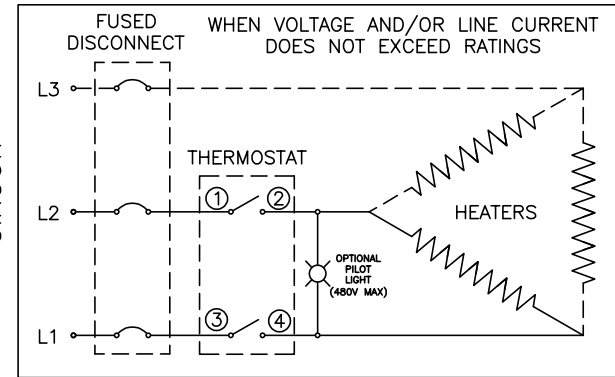 FUSED
DISCONNECT
WHEN VOLTAGE AND/OR LINE CURRENT
DOES NOT EXCEED RATINGS
L3
THERMOSTAT
1
2
L2
HEATERS
OPTIONAL
PILOT
LIGHT
(480V MAX)
3
4
L1